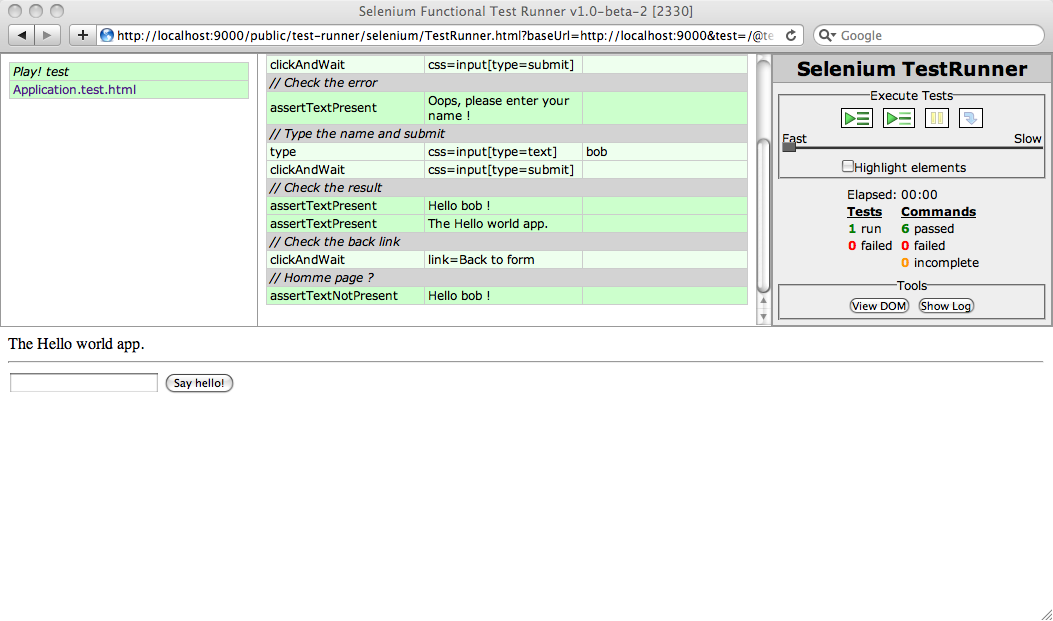 Selenium Functional Test Runner v1.0-beta-2 [2330]
http://localhost:9000/public/test-runner/selenium/TestRunner.html?baseUrl=http://localhost:9000&test=/@te
Google
Play! test
Application.test.html
clickAndWait css=input[type=submit]
// Check the error
assertTextPresent Oops, please enter your
name !
// Type the name and submit
type css=input[type=text] bob
clickAndWait css=input[type=submit]
// Check the result
assertTextPresent Hello bob !
assertTextPresent The Hello world app.
// Check the back link
clickAndWait link=Back to form
// Homme page ?
assertTextNotPresent Hello bob !
Selenium TestRunner
Execute Tests
Fast Slow
Highlight elements
Elapsed: 00:00
Tests Commands
1 run 6 passed
0 failed 0 failed
0 incomplete
Tools
View DOM Show Log
The Hello world app.
Say hello!